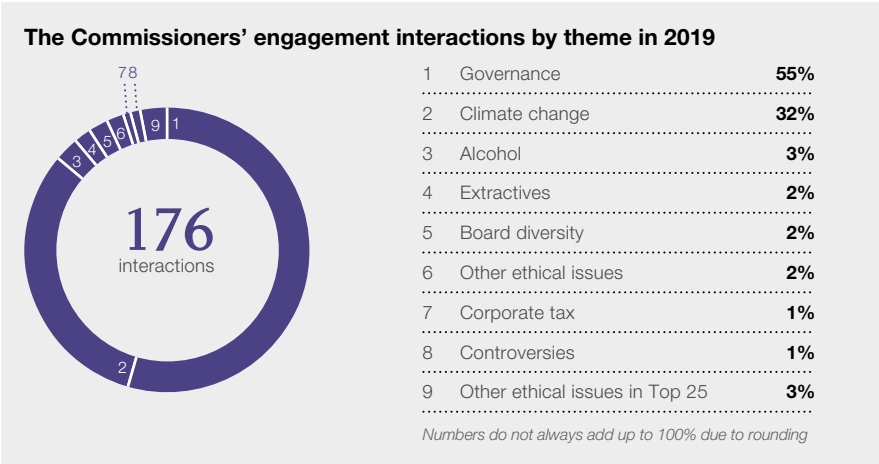 The Commissioners’ engagement interactions by theme in 2019
7 8
3 4 5 6 9 1
2
176
interactions
1 Governance 55%
2 Climate change 32%
3 Alcohol 3%
4 Extractives 2%
5 Board diversity 2%
6 Other ethical issues 2%
7 Corporate tax 1%
8 Controversies 1%
9 Other ethical issues in Top 25 3%
Numbers do not always add up to 100% due to rounding